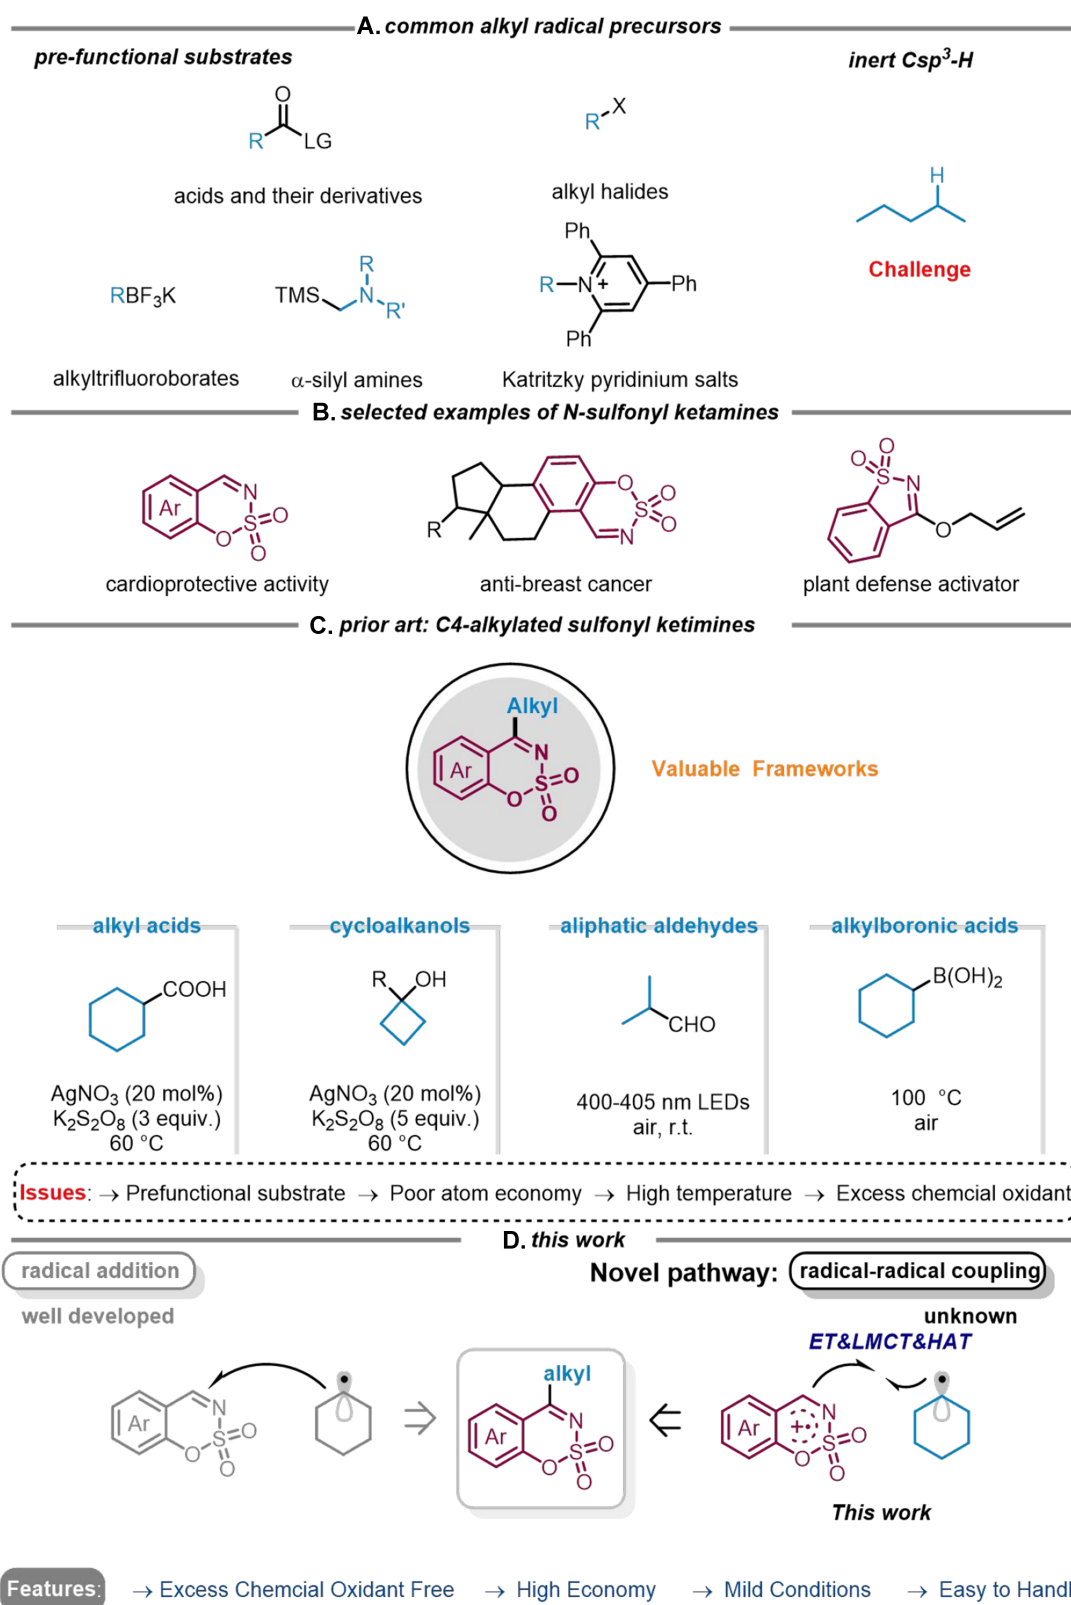 A. common alkyl radical precursors
pre-functional substrates
inert Csp³-H
O
R
LG
acids and their derivatives
R
X
alkyl halides
H
Challenge
RBF₃K
alkyltrifluoroborates
TMS
R
N
R'
α-silyl amines
Ph
R
N
+
Ph
Ph
Katritzky pyridinium salts
B. selected examples of N-sulfonyl ketamines
Ar
N
S
O
O
O
cardioprotective activity
R
O
S
O
O
N
anti-breast cancer
O
O
S
N
O
plant defense activator
C. prior art: C4-alkylated sulfonyl ketimines
Alkyl
Ar
N
S
O
O
O
Valuable Frameworks
alkyl acids
COOH
AgNO₃ (20 mol%)
K₂S₂O₈ (3 equiv.)
60 °C
cycloalkanols
R
OH
AgNO₃ (20 mol%)
K₂S₂O₈ (5 equiv.)
60 °C
aliphatic aldehydes
CHO
400-405 nm LEDs
air, r.t.
alkylboronic acids
B(OH)₂
100 °C
air
Issues: → Prefunctional substrate → Poor atom economy → High temperature → Excess chemcial oxidant
D. this work
radical addition
well developed
Novel pathway: radical-radical coupling
unknown
ET&LMCT&HAT
Ar
N
S
O
O
O
alkyl
Ar
N
S
O
O
O
Ar
+•
N
S
O
O
O
This work
Features: → Excess Chemcial Oxidant Free → High Economy → Mild Conditions → Easy to Handl